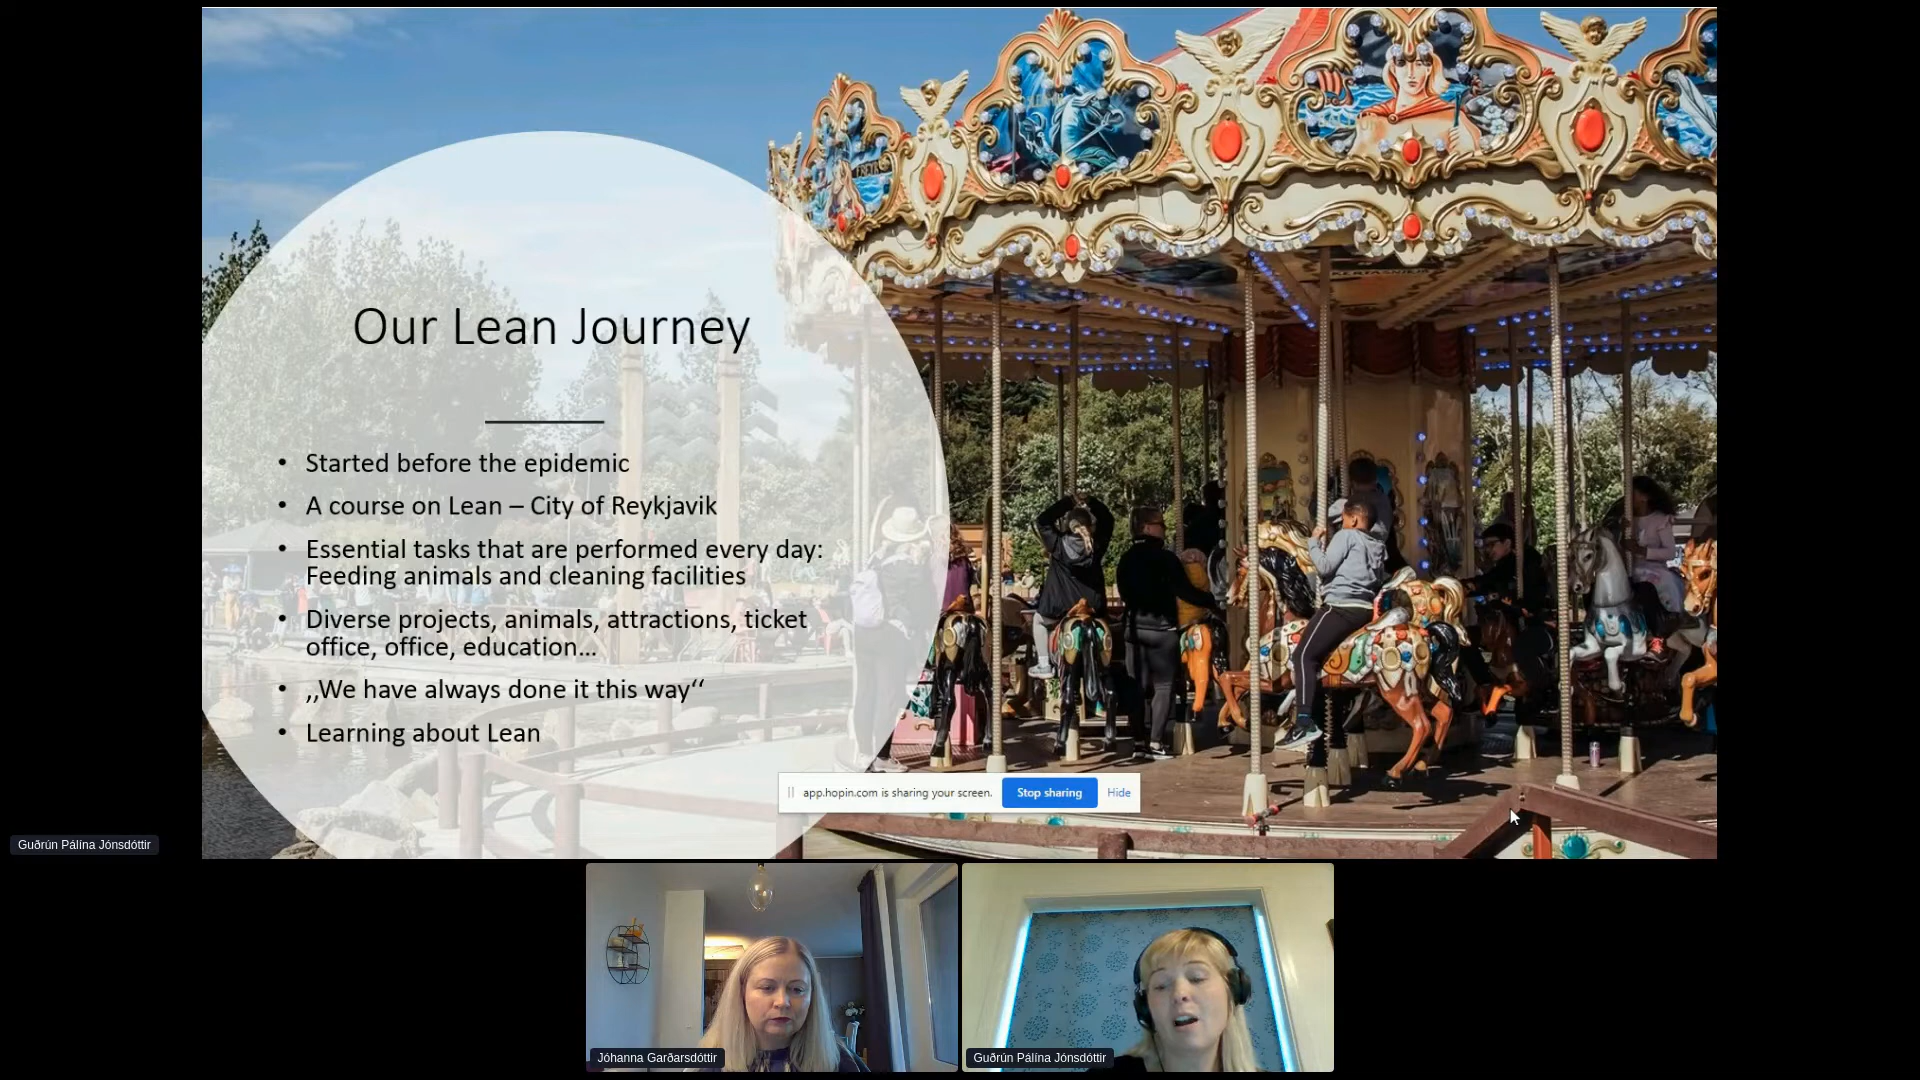 Our Lean Journey
• Started before the epidemic
• A course on Lean – City of Reykjavik
• Essential tasks that are performed every day:
Feeding animals and cleaning facilities
• Diverse projects, animals, attractions, ticket
office, office, education...
• ,,We have always done it this way“
• Learning about Lean
app.hopin.com is sharing your screen. Stop sharing Hide
Guðrún Pálína Jónsdóttir
Jóhanna Garðarsdóttir
Guðrún Pálína Jónsdóttir